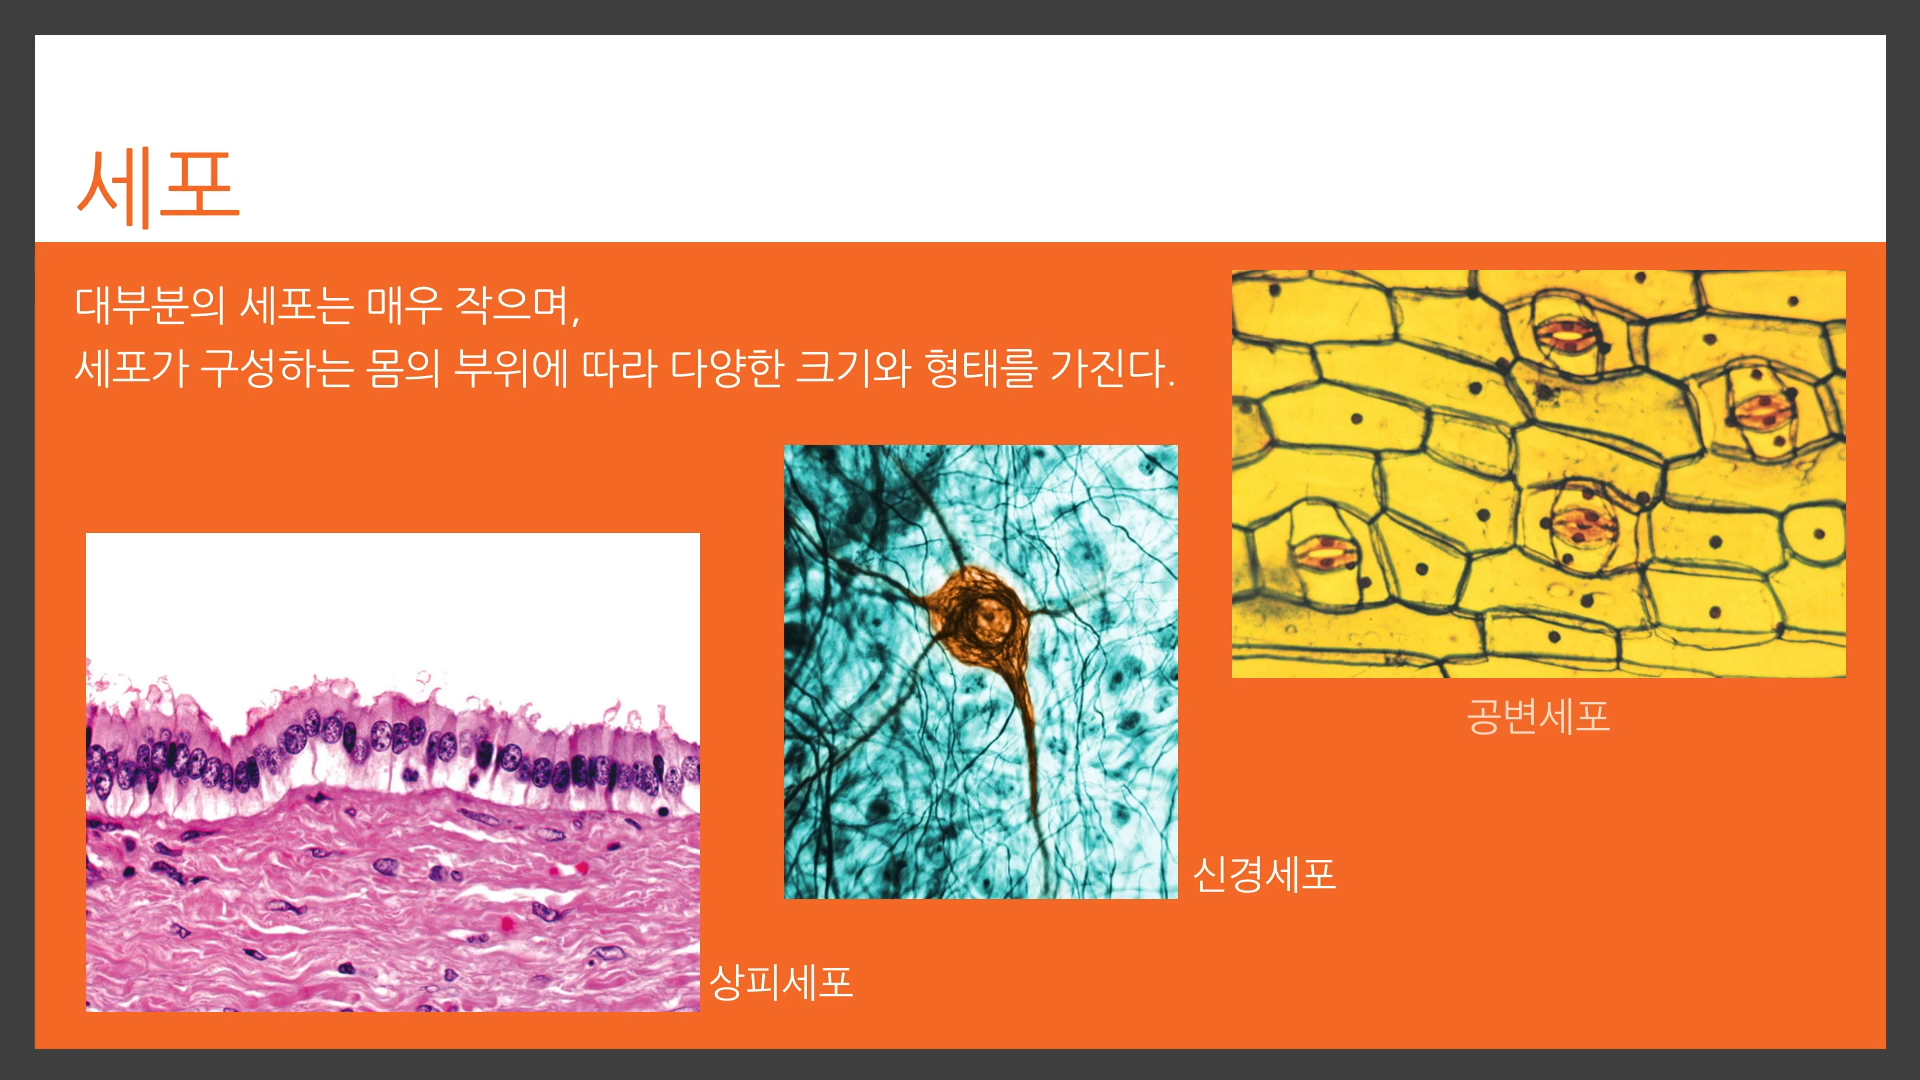 세포
대부분의 세포는 매우 작으며,
세포가 구성하는 몸의 부위에 따라 다양한 크기와 형태를 가진다.
공변세포
신경세포
상피세포